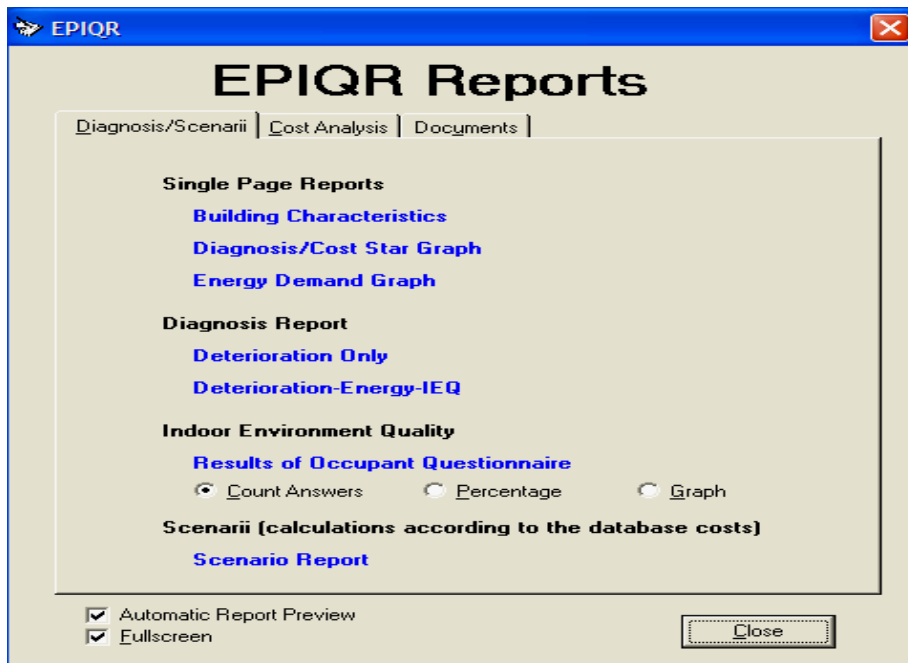 EPIQR
EPIQR Reports
Diagnosis/Scenarii Cost Analysis Documents
Single Page Reports
Building Characteristics
Diagnosis/Cost Star Graph
Energy Demand Graph
Diagnosis Report
Deterioration Only
Deterioration-Energy-IEQ
Indoor Environment Quality
Results of Occupant Questionnaire
Count Answers Percentage Graph
Scenarii (calculations according to the database costs)
Scenario Report
Automatic Report Preview
Fullscreen
Close